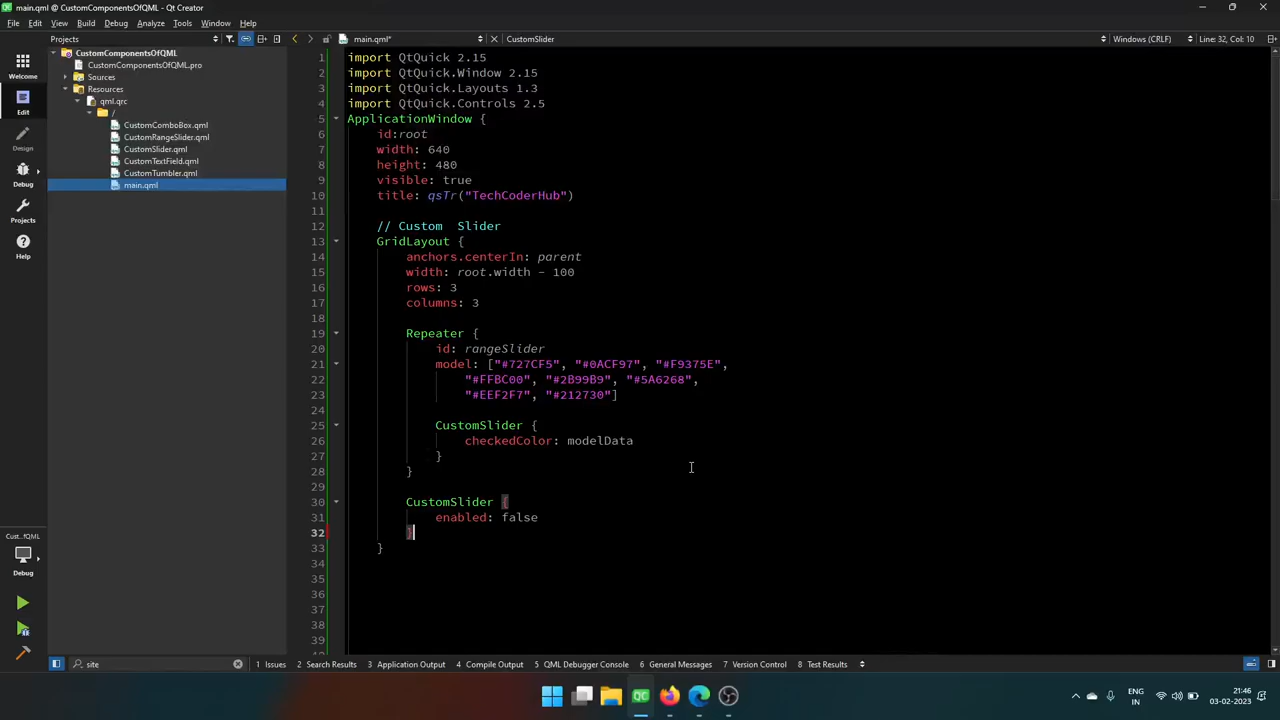 main.qml @ CustomComponentsOfQML - Qt Creator
File Edit View Build Debug Analyze Tools Window Help
Projects
main.qml*
CustomSlider
Windows (CRLF)
Line: 32, Col: 10
Welcome
Edit
Design
Debug
Projects
Help
CustomComponentsOfQML
CustomComponentsOfQML.pro
Sources
Resources
qml.qrc
/
CustomComboBox.qml
CustomRangeSlider.qml
CustomSlider.qml
CustomTextField.qml
CustomTumbler.qml
main.qml
1 import QtQuick 2.15
2 import QtQuick.Window 2.15
3 import QtQuick.Layouts 1.3
4 import QtQuick.Controls 2.5
5 ApplicationWindow {
6 id:root
7 width: 640
8 height: 480
9 visible: true
10 title: qsTr("TechCoderHub")
11
12 // Custom  Slider
13 GridLayout {
14 anchors.centerIn: parent
15 width: root.width - 100
16 rows: 3
17 columns: 3
18
19 Repeater {
20 id: rangeSlider
21 model: ["#727CF5", "#0ACF97", "#F9375E",
22 "#FFBC00", "#2B99B9", "#5A6268",
23 "#EEF2F7", "#212730"]
24
25 CustomSlider {
26 checkedColor: modelData
27 }
28 }
29
30 CustomSlider {
31 enabled: false
32 }
33 }
34
35
36
37
38
39
Cust...fQML
Debug
site
1 Issues
2 Search Results
3 Application Output
4 Compile Output
5 QML Debugger Console
6 General Messages
7 Version Control
8 Test Results
QC
ENG
IN
21:46
03-02-2023